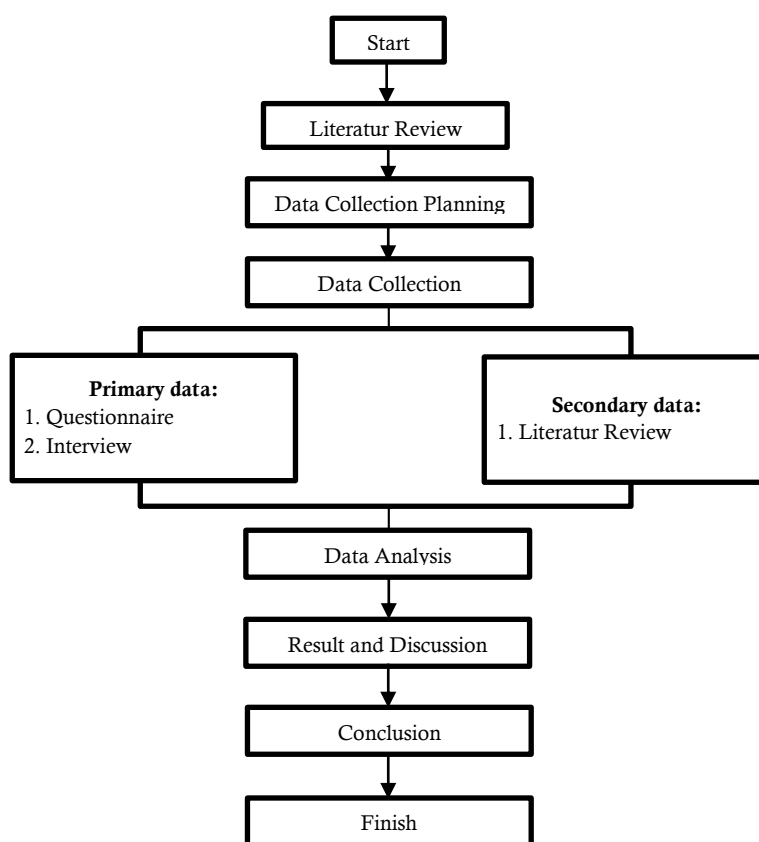 Start
Literatur Review
Data Collection Planning
Data Collection
Primary data:
1. Questionnaire
2. Interview
Secondary data:
1. Literatur Review
Data Analysis
Result and Discussion
Conclusion
Finish